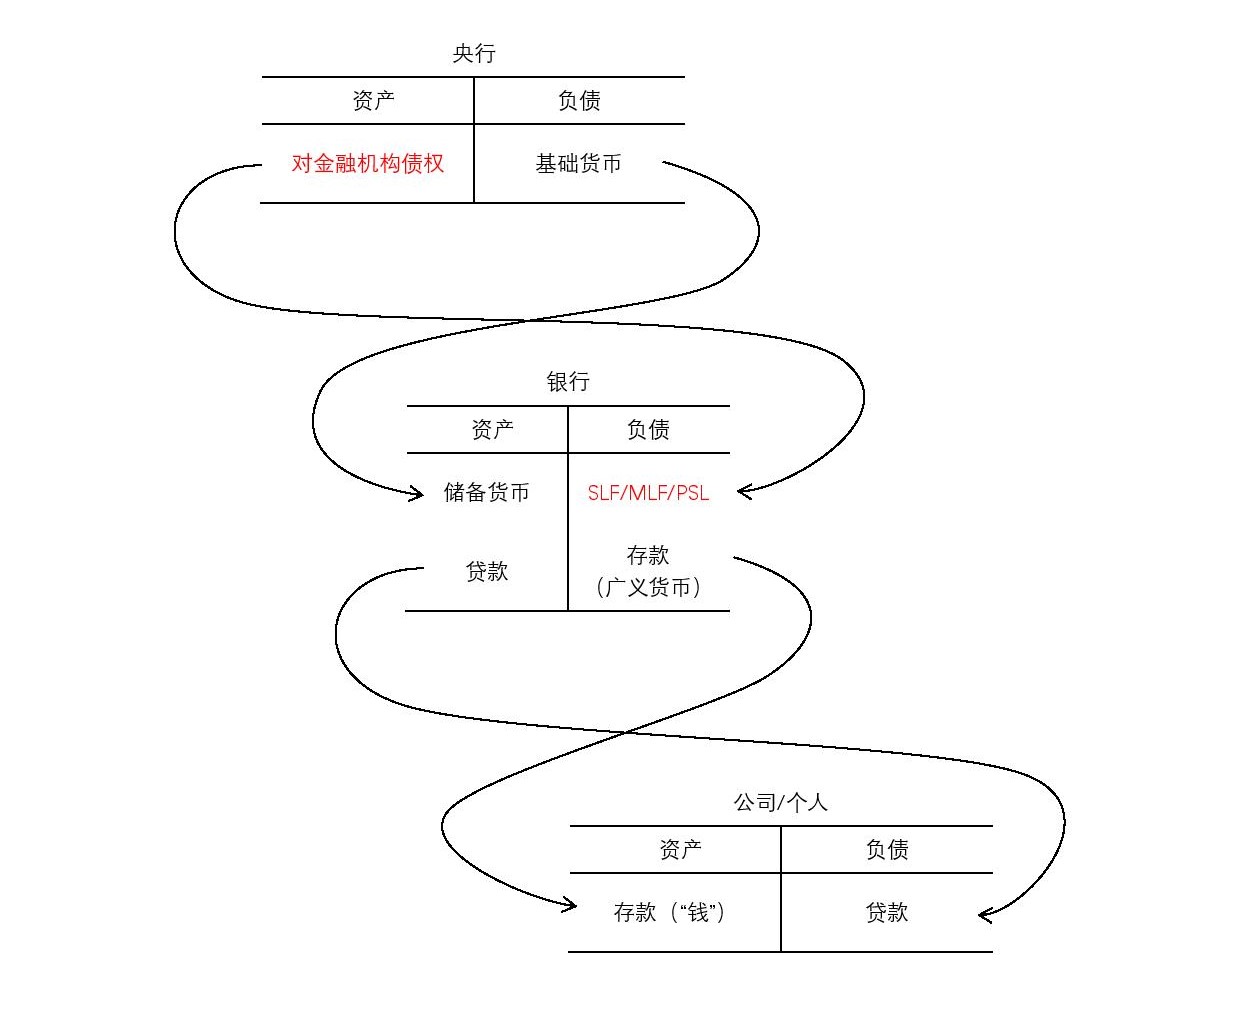 央行
资产 负债
对金融机构债权 基础货币
银行
资产 负债
储备货币 SLF/MLF/PSL
贷款 存款
（广义货币）
公司/个人
资产 负债
存款（“钱”） 贷款